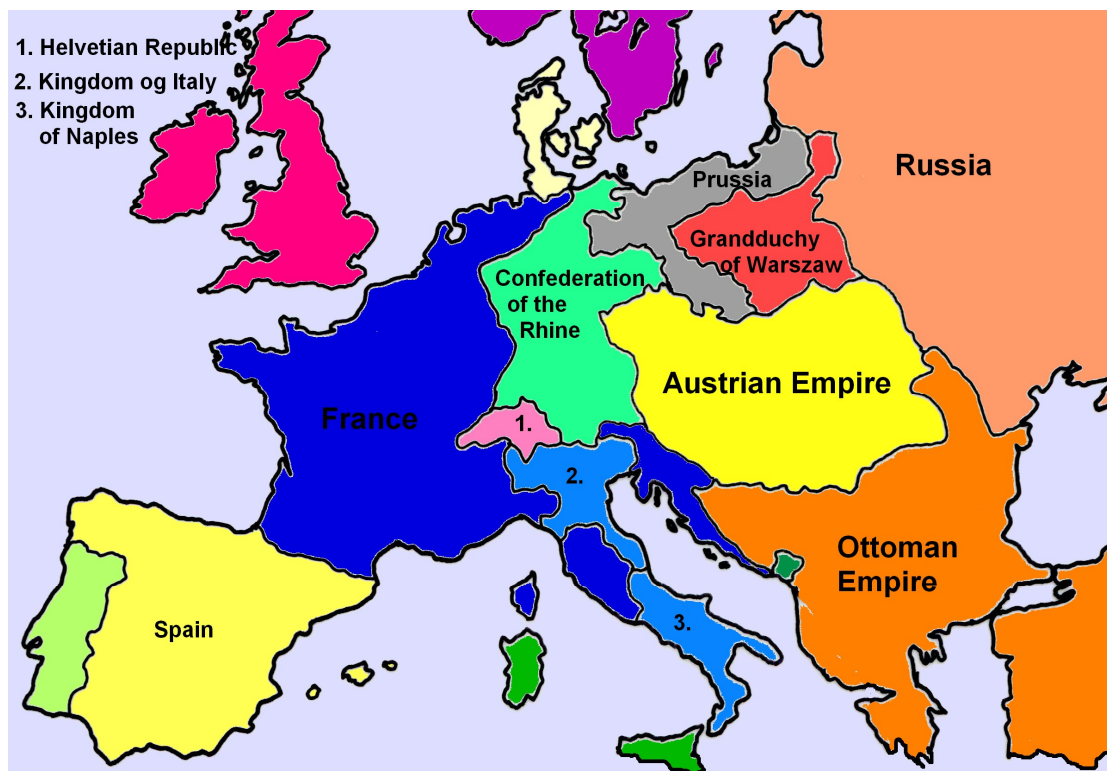 1. Helvetian Republic
2. Kingdom og Italy
3. Kingdom
of Naples
Russia
Prussia
Grandduchy
of Warszaw
Confederation
of the
Rhine
Austrian Empire
France
1.
2.
Ottoman
Empire
Spain
3.